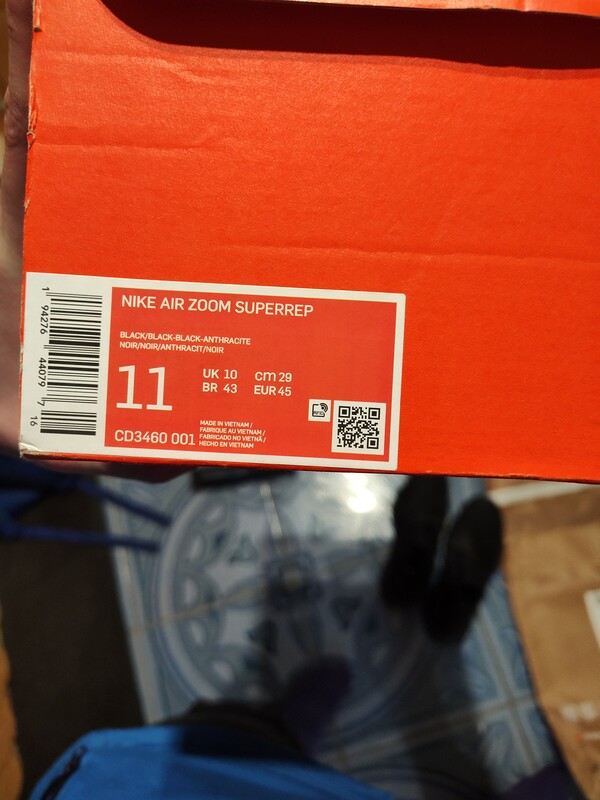 NIKE AIR ZOOM SUPERREP
BLACK/BLACK-BLACK-ANTHRACITE
NOIR/NOIR/ANTHRACIT/NOIR
11
UK 10 cm 29
BR 43 EUR 45
CD3460 001
MADE IN VIETNAM /
FABRIQUE AU VIETNAM /
FABRICADO NO VIETNÃ /
HECHO EN VIETNAM
1 94276 44079 7
16